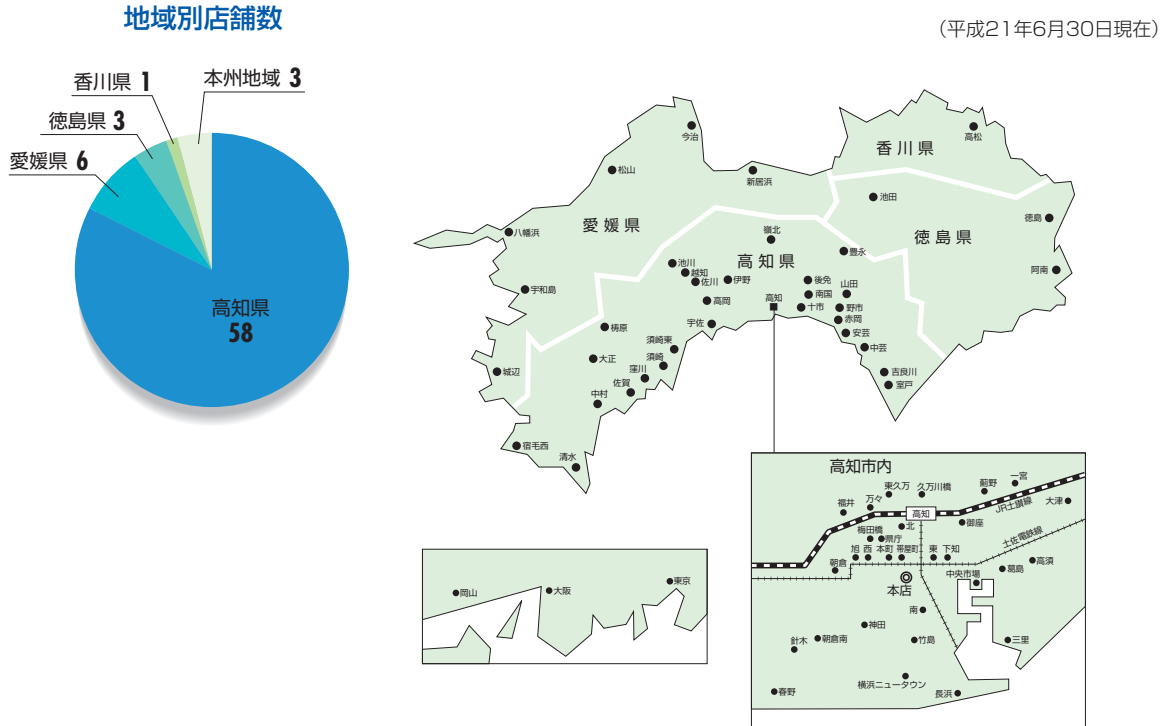 地域別店舗数
（平成21年6月30日現在）
香川県 1
本州地域 3
徳島県 3
愛媛県 6
高知県
58
今治
高松
香川県
松山
新居浜
池田
徳島
愛媛県
八幡浜
嶺北
徳島県
豊永
高知県
池川
越知
佐川
伊野
後免
阿南
宇和島
高岡
高知
南国
山田
十市
野市
宇佐
赤岡
梼原
安芸
須崎東
中芸
大正
須崎
城辺
窪川
吉良川
佐賀
室戸
中村
宿毛西
清水
高知市内
東久万
久万川橋
薊野
一宮
万々
福井
JR土讃線
大津
高知
北
御座
梅田橋
県庁
土佐電鉄線
旭
西
本町
帯屋町
東
下知
朝倉
中央市場
葛島
高須
本店
南
神田
朝倉南
竹島
三里
針木
横浜ニュータウン
春野
長浜
岡山
大阪
東京